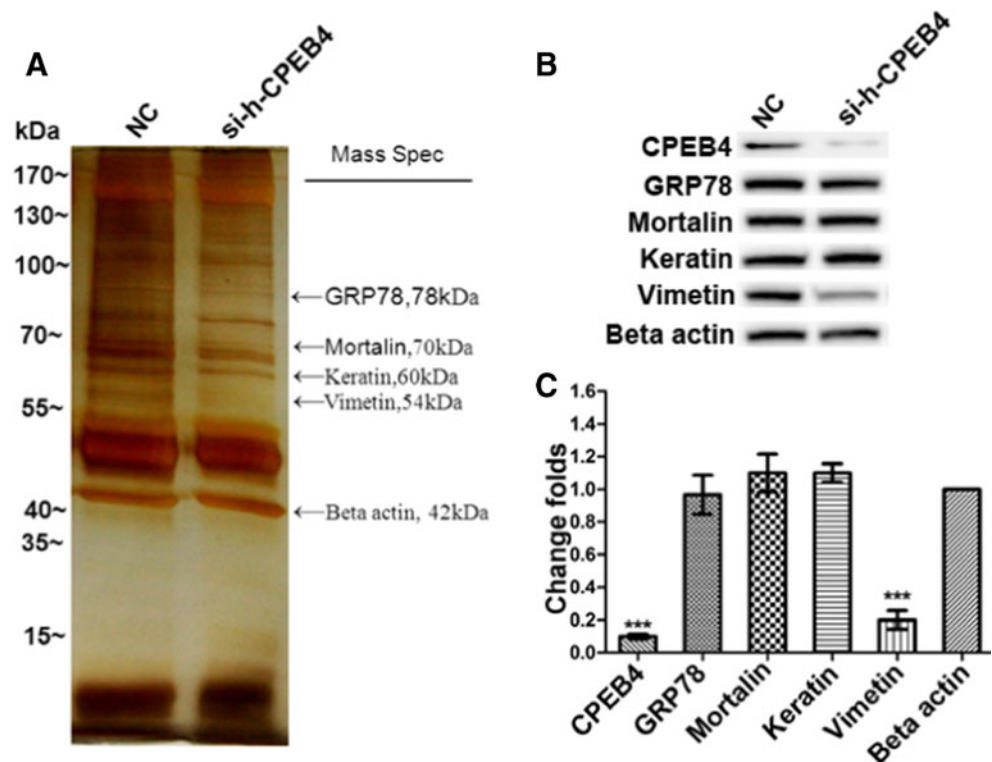 A
NC
si-h-CPEB4
kDa
Mass Spec
170~
130~
100~
70~
55~
40~
35~
15~
←GRP78,78kDa
←Mortalin,70kDa
←Keratin,60kDa
←Vimetin,54kDa
←Beta actin, 42kDa
B
NC
si-h-CPEB4
CPEB4
GRP78
Mortalin
Keratin
Vimetin
Beta actin
C
Change folds
1.6
1.4
1.2
1.0
0.8
0.6
0.4
0.2
0.0
***
***
CPEB4
GRP78
Mortalin
Keratin
Vimetin
Beta actin